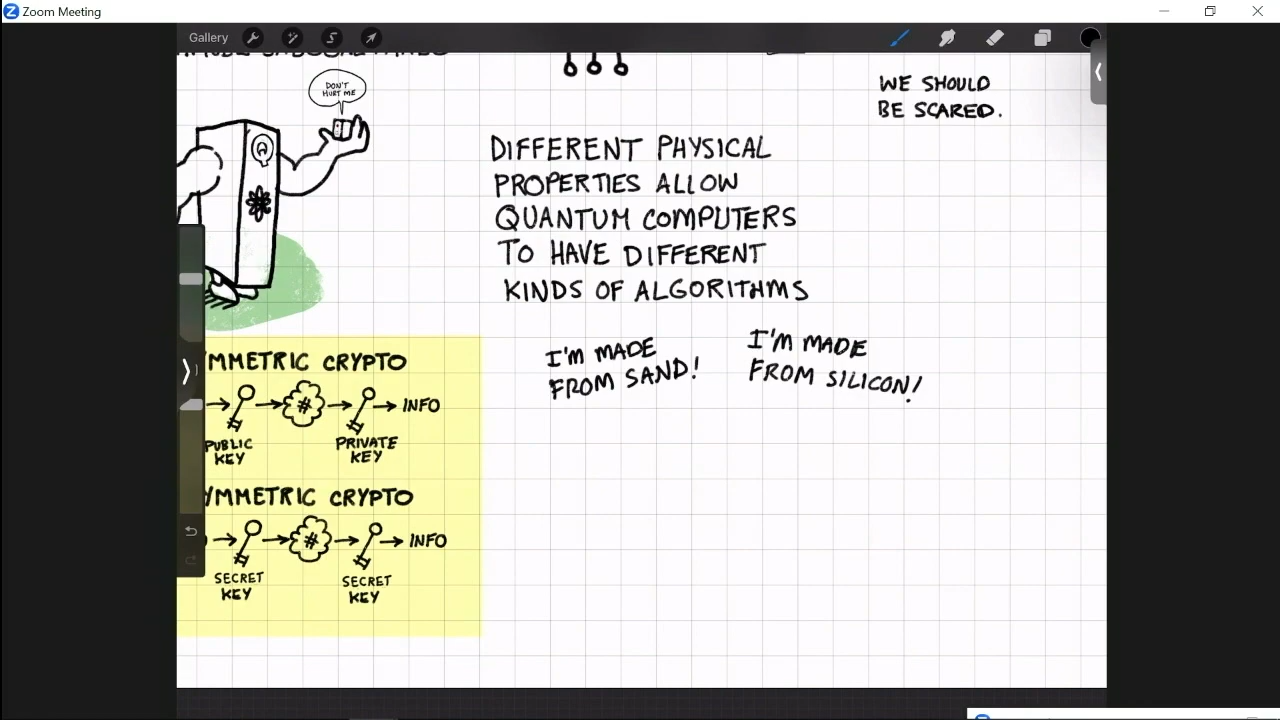 Zoom Meeting
Gallery
DON'T
HURT ME
WE SHOULD
BE SCARED.
DIFFERENT PHYSICAL
PROPERTIES ALLOW
QUANTUM COMPUTERS
TO HAVE DIFFERENT
KINDS OF ALGORITHMS
I'M MADE
FROM SAND!
I'M MADE
FROM SILICON!
MMETRIC CRYPTO
# INFO
PUBLIC
KEY
PRIVATE
KEY
YMMETRIC CRYPTO
# INFO
SECRET
KEY
SECRET
KEY